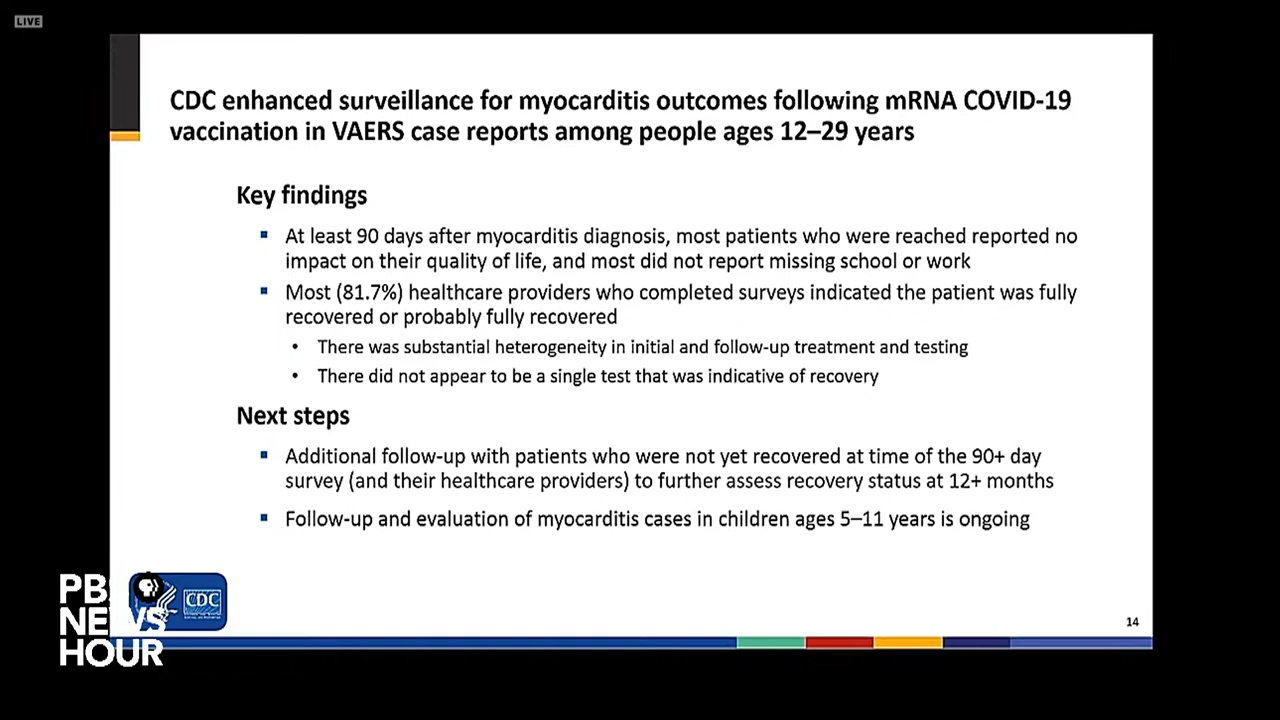 LIVE
CDC enhanced surveillance for myocarditis outcomes following mRNA COVID-19
vaccination in VAERS case reports among people ages 12–29 years
Key findings
▪ At least 90 days after myocarditis diagnosis, most patients who were reached reported no
impact on their quality of life, and most did not report missing school or work
▪ Most (81.7%) healthcare providers who completed surveys indicated the patient was fully
recovered or probably fully recovered
• There was substantial heterogeneity in initial and follow-up treatment and testing
• There did not appear to be a single test that was indicative of recovery
Next steps
▪ Additional follow-up with patients who were not yet recovered at time of the 90+ day
survey (and their healthcare providers) to further assess recovery status at 12+ months
▪ Follow-up and evaluation of myocarditis cases in children ages 5–11 years is ongoing
CDC
PBS
NEWS
HOUR
14